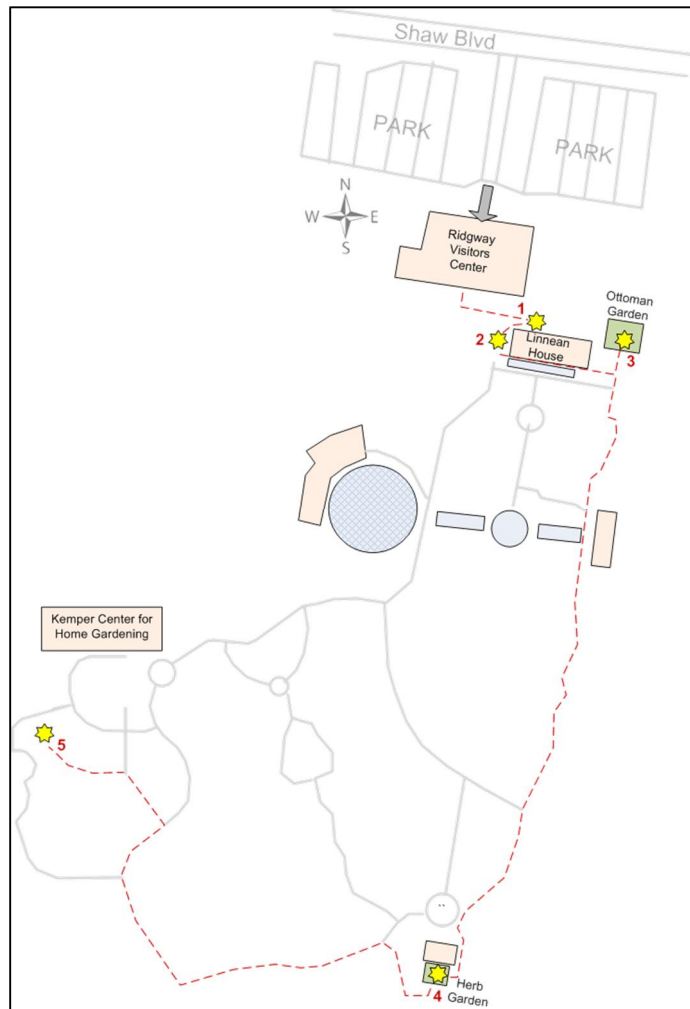 Shaw Blvd
PARK
PARK
N
W
E
S
Ridgway
Visitors
Center
1
Ottoman
Garden
2
Linnean
House
3
Kemper Center for
Home Gardening
5
Herb
Garden
4